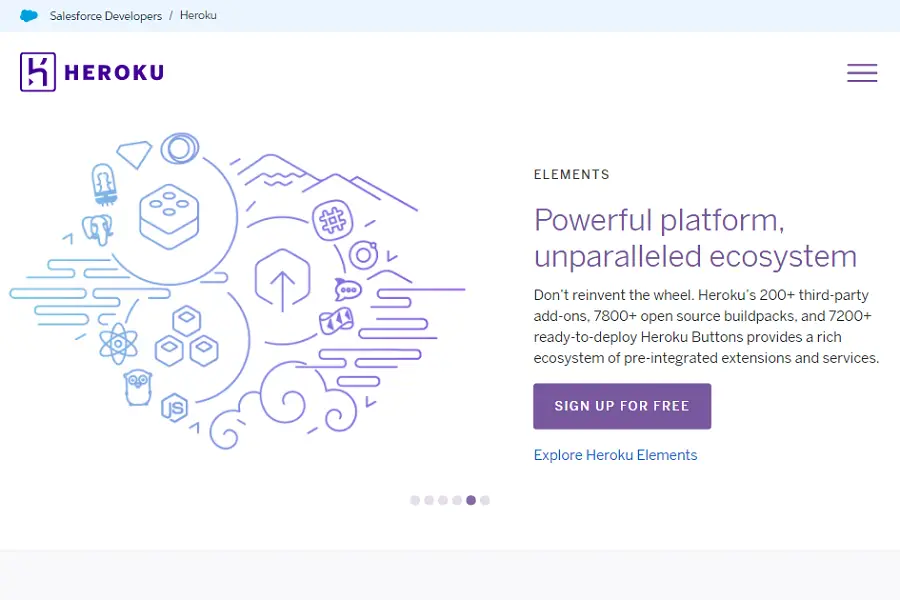 Salesforce Developers / Heroku
HEROKU
ELEMENTS
Powerful platform,
unparalleled ecosystem
Don't reinvent the wheel. Heroku's 200+ third-party
add-ons, 7800+ open source buildpacks, and 7200+
ready-to-deploy Heroku Buttons provides a rich
ecosystem of pre-integrated extensions and services.
SIGN UP FOR FREE
Explore Heroku Elements
JS